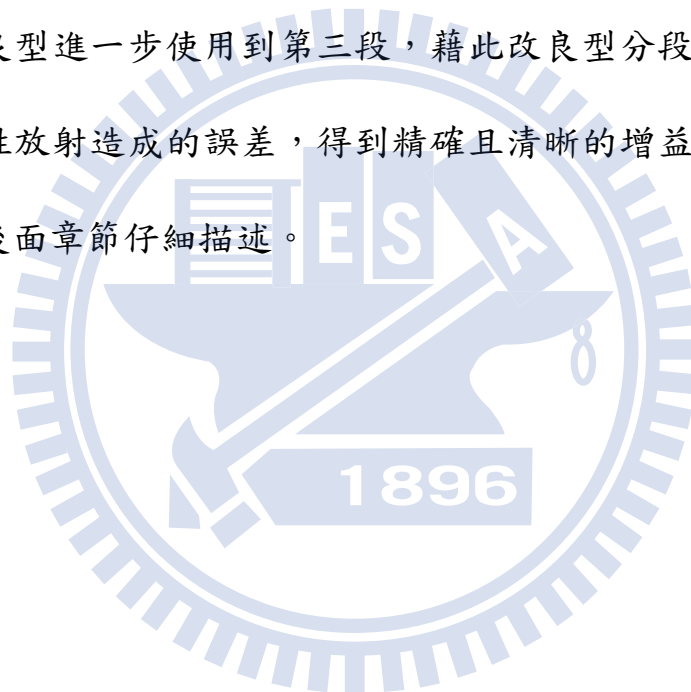 良型進一步使用到第三段，藉此改良型分段
性放射造成的誤差，得到精確且清晰的增益
後面章節仔細描述。
E S A
1896